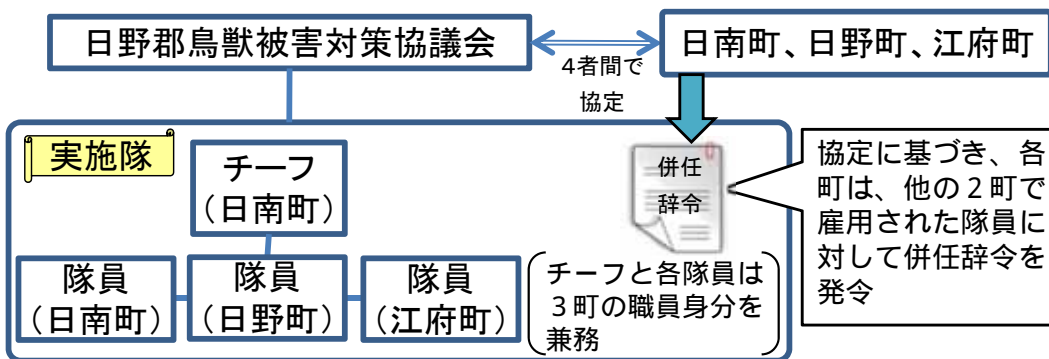 日野郡鳥獣被害対策協議会
4者間で
協定
日南町、日野町、江府町
実施隊
チーフ
（日南町）
隊員
（日南町）
隊員
（日野町）
隊員
（江府町）
併任
辞令
チーフと各隊員は
３町の職員身分を
兼務
協定に基づき、各
町は、他の２町で
雇用された隊員に
対して併任辞令を
発令